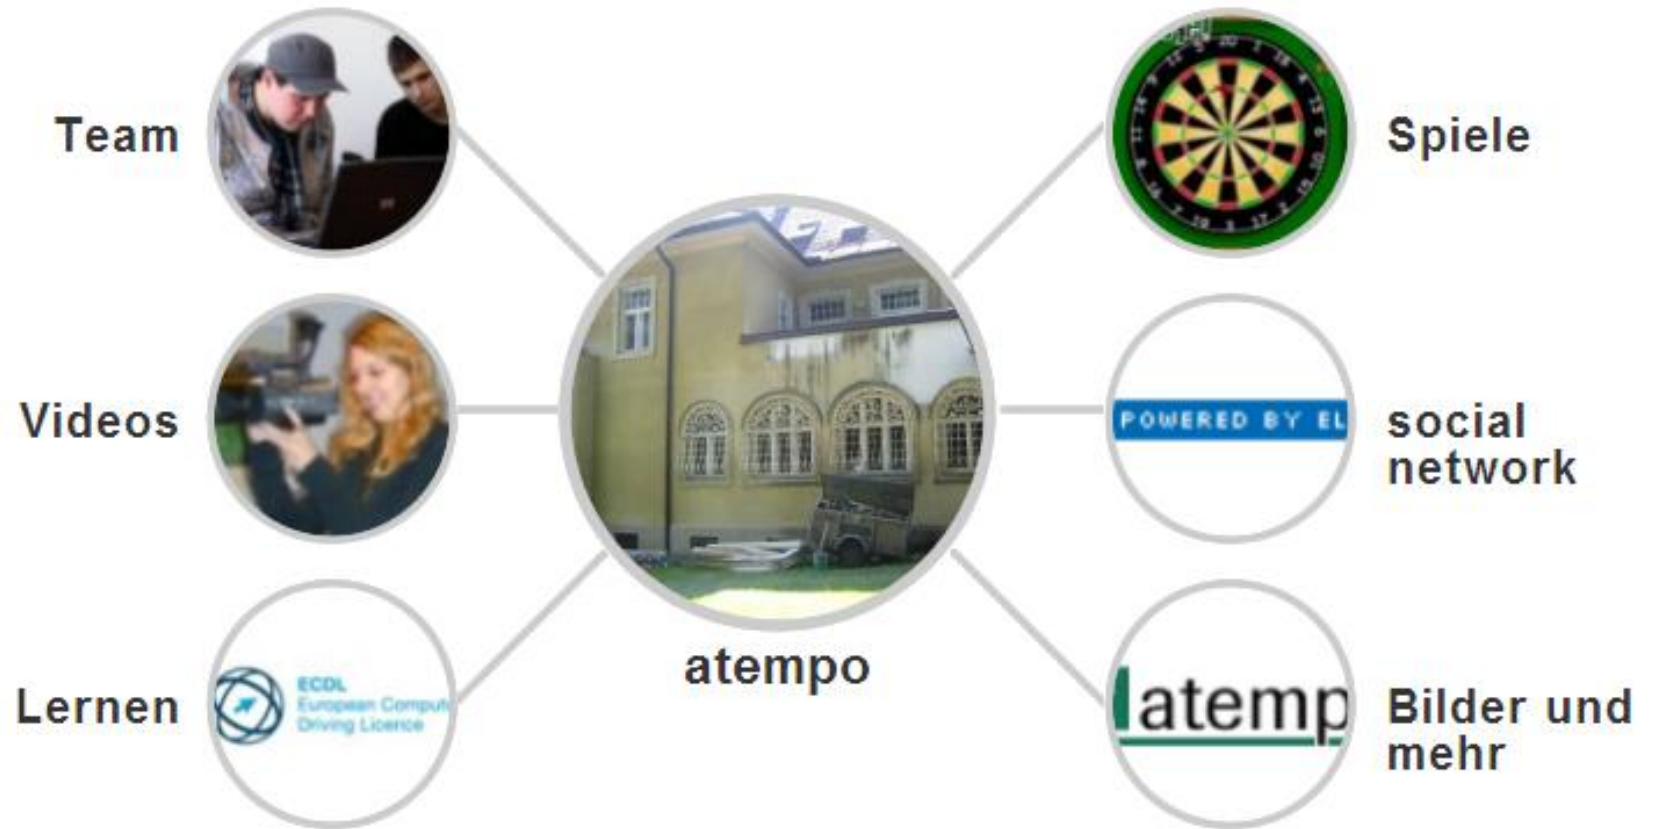 Team
Spiele
Videos
POWERED BY EL
social
network
atempo
Lernen
ECDL
European Comput
Driving Licence
atemp
Bilder und
mehr